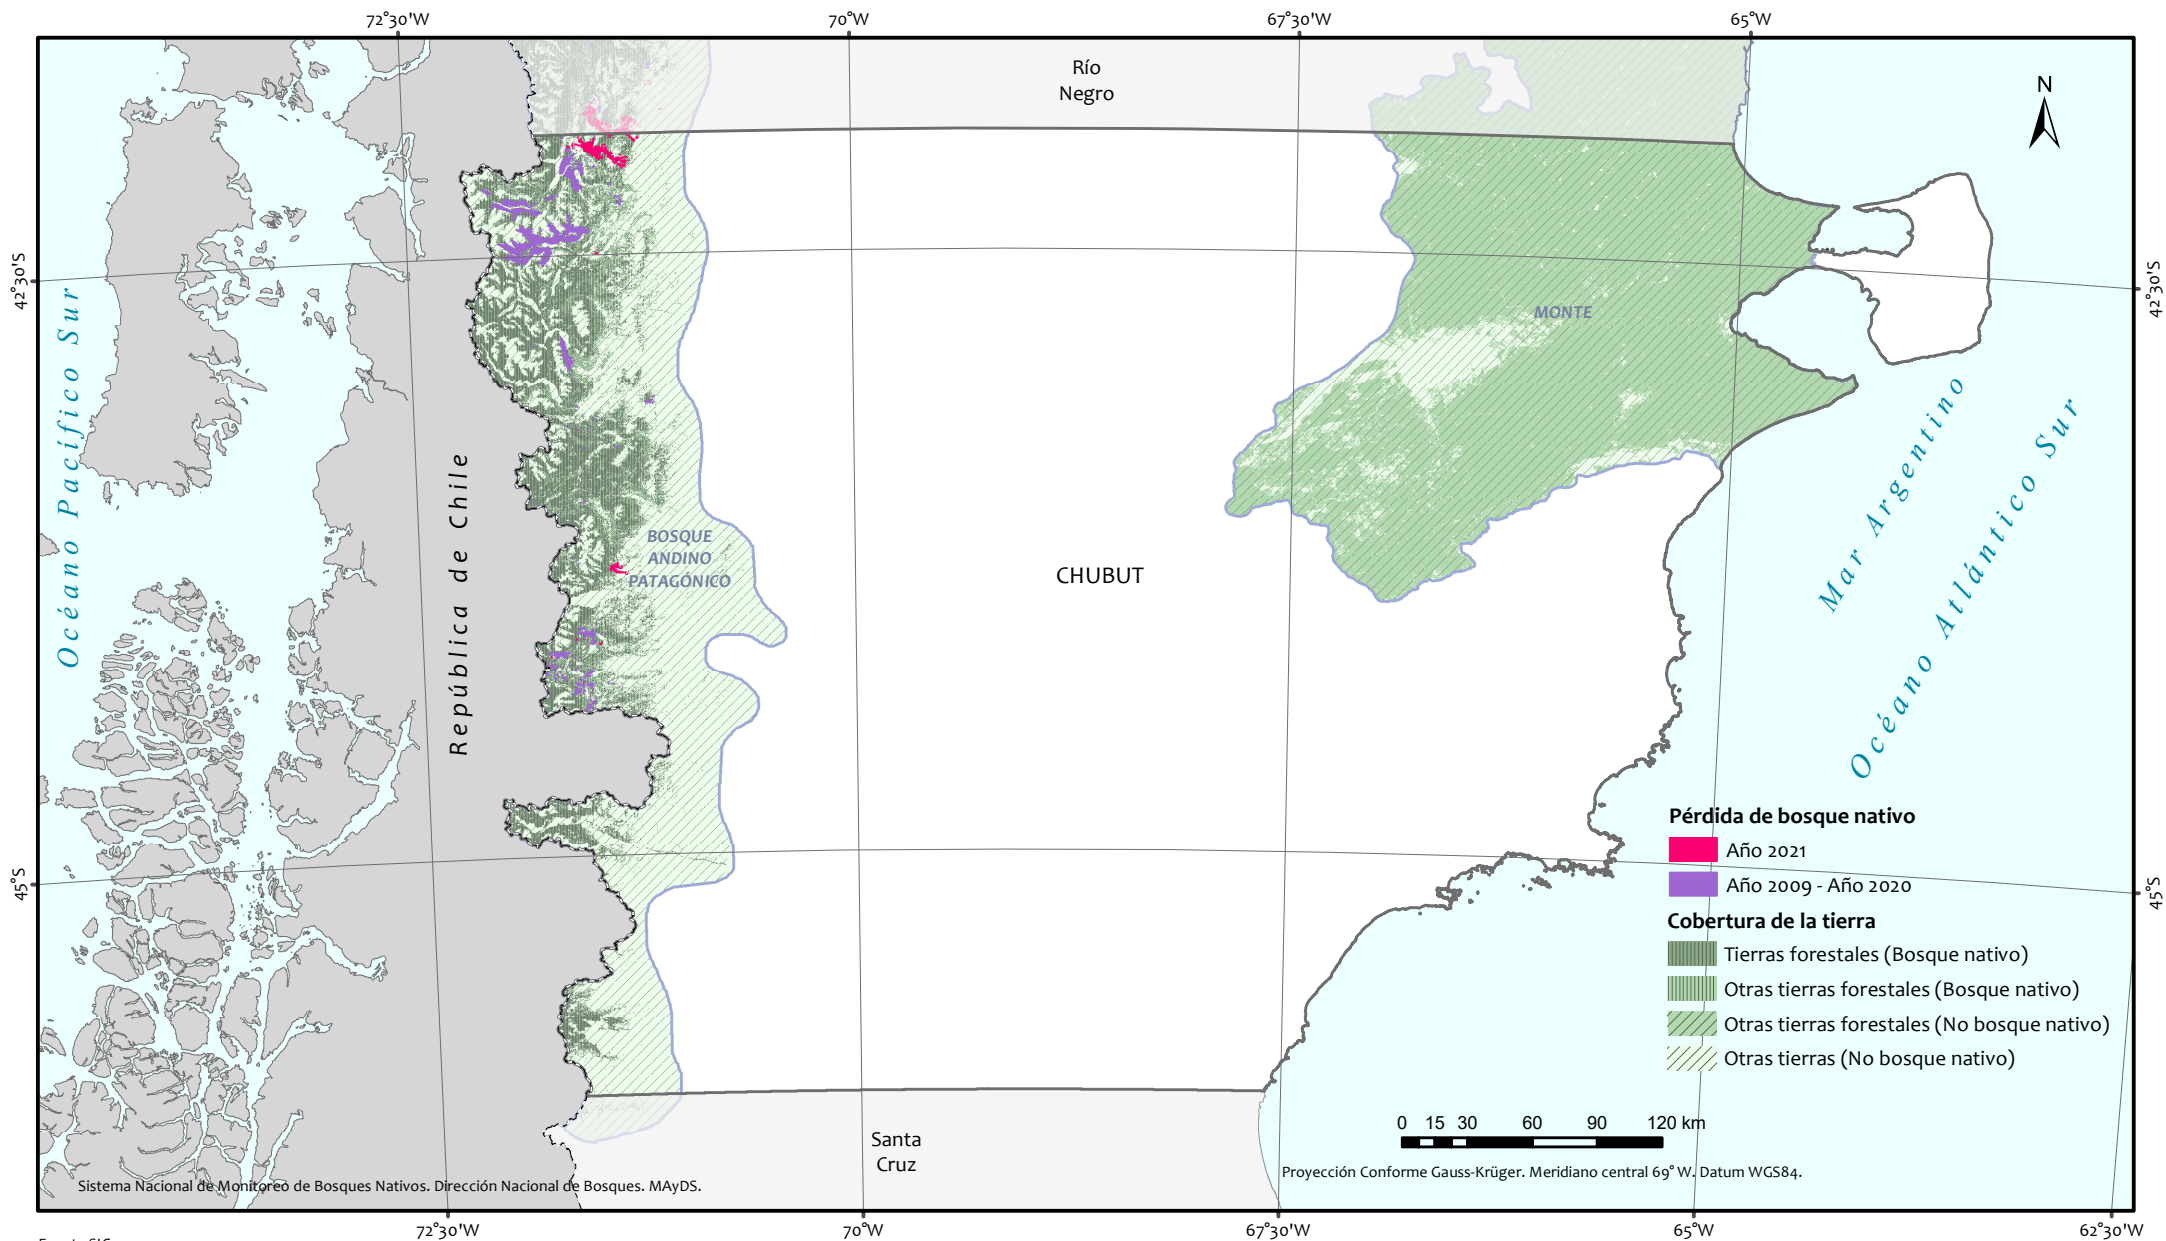 72°30'W
70°W
67°30'W
65°W
Río
Negro
N
42°30'S
42°30'S
MONTE
Océano Pacífico Sur
República de Chile
BOSQUE
ANDINO
PATAGÓNICO
CHUBUT
Mar Argentino
Océano Atlántico Sur
Pérdida de bosque nativo
Año 2021
Año 2009 - Año 2020
Cobertura de la tierra
Tierras forestales (Bosque nativo)
Otras tierras forestales (Bosque nativo)
Otras tierras forestales (No bosque nativo)
Otras tierras (No bosque nativo)
45°S
45°S
0 15 30 60 90 120 km
Santa
Cruz
Proyección Conforme Gauss-Krüger. Meridiano central 69° W. Datum WGS84.
Sistema Nacional de Monitoreo de Bosques Nativos. Dirección Nacional de Bosques. MAyDS.
72°30'W
70°W
67°30'W
65°W
62°30'W